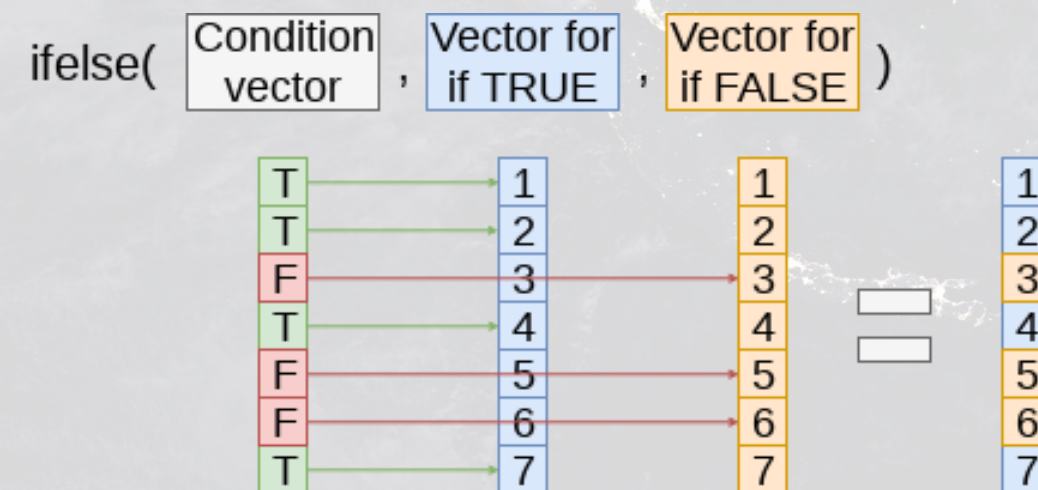 ifelse( Condition vector , Vector for if TRUE , Vector for if FALSE )
T 1 1 1
T 2 2 2
F 3 3 3
T 4 4 4
F 5 5 5
F 6 6 6
T 7 7 7